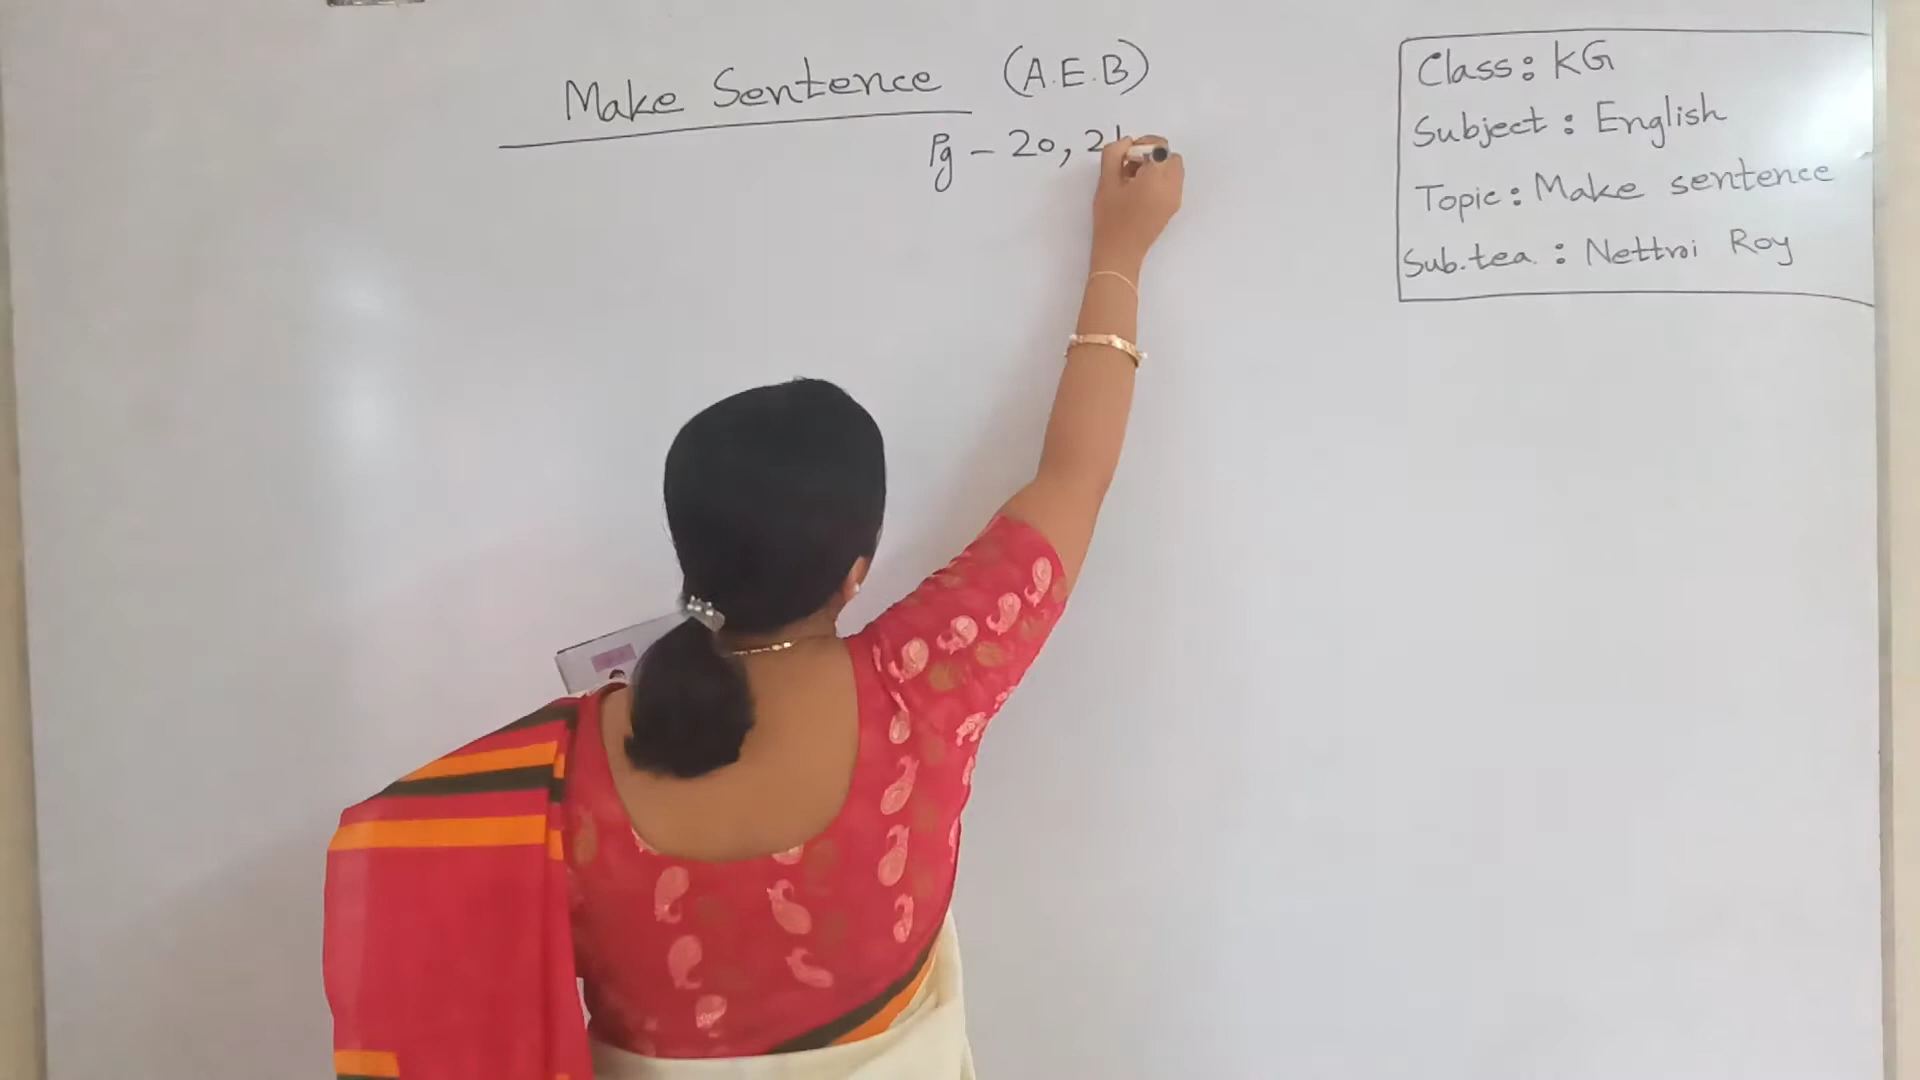 Make Sentence (A.E.B)
Pg - 20, 21
Class: KG
Subject: English
Topic: Make sentence
Sub.tea. : Nettroi Roy